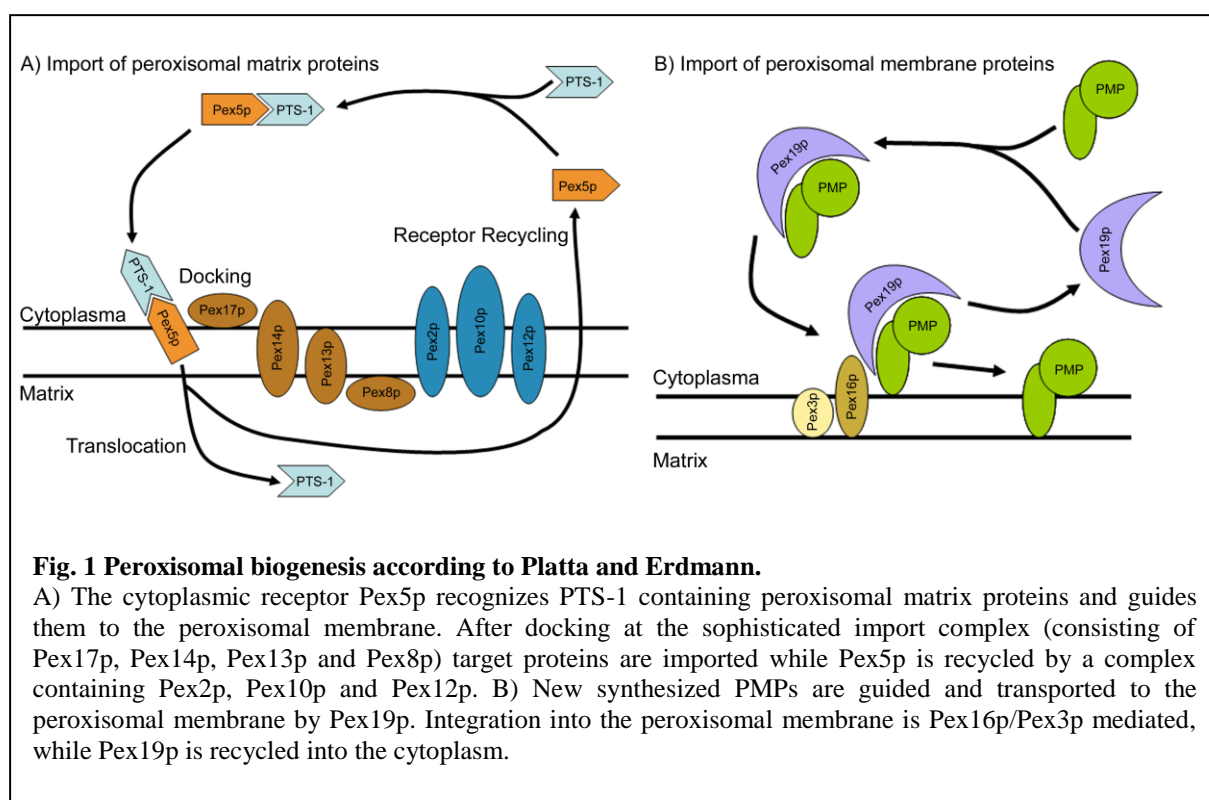 A) Import of peroxisomal matrix proteins
PTS-1
Pex5p
PTS-1
Pex5p
Receptor Recycling
PTS-1
Pex5p
Docking
Pex17p
Cytoplasma
Pex14p
Pex13p
Pex8p
Pex2p
Pex10p
Pex12p
Matrix
Translocation
PTS-1
B) Import of peroxisomal membrane proteins
PMP
Pex19p
PMP
Pex19p
Pex19p
PMP
Cytoplasma
Pex3p
Pex16p
PMP
Matrix
Fig. 1 Peroxisomal biogenesis according to Platta and Erdmann.
A) The cytoplasmic receptor Pex5p recognizes PTS-1 containing peroxisomal matrix proteins and guides
them to the peroxisomal membrane. After docking at the sophisticated import complex (consisting of
Pex17p, Pex14p, Pex13p and Pex8p) target proteins are imported while Pex5p is recycled by a complex
containing Pex2p, Pex10p and Pex12p. B) New synthesized PMPs are guided and transported to the
peroxisomal membrane by Pex19p. Integration into the peroxisomal membrane is Pex16p/Pex3p mediated,
while Pex19p is recycled into the cytoplasm.